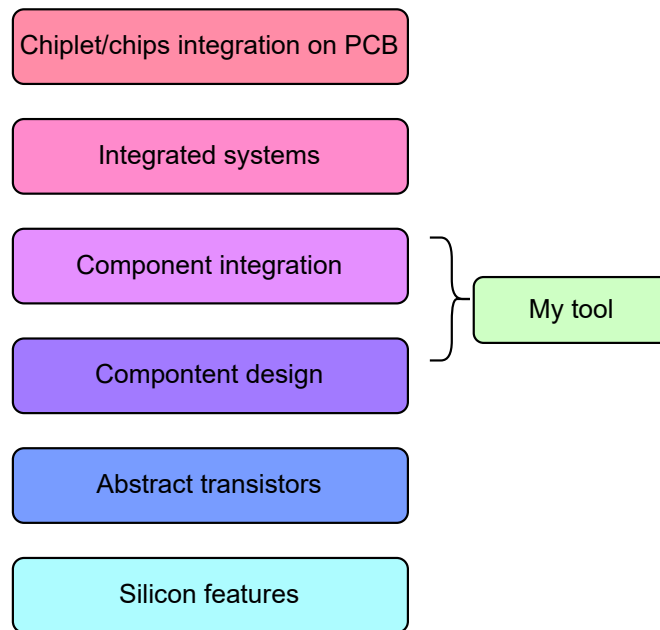 Chiplet/chips integration on PCB
Integrated systems
Component integration
My tool
Compontent design
Abstract transistors
Silicon features